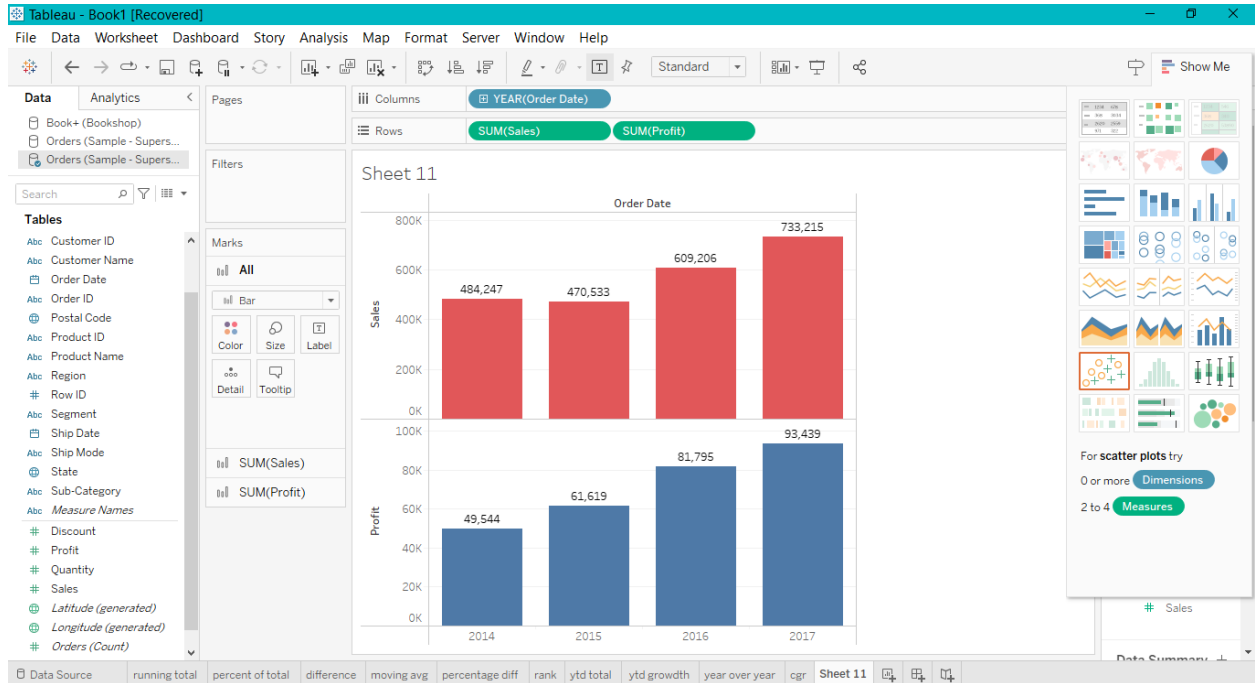 Tableau - Book1 [Recovered]
File Data Worksheet Dashboard Story Analysis Map Format Server Window Help
Standard
Show Me
Data Analytics
Book+ (Bookshop)
Orders (Sample - Supers...
Orders (Sample - Supers...
Search
Tables
Abc Customer ID
Abc Customer Name
Order Date
Abc Order ID
Postal Code
Abc Product ID
Abc Product Name
Abc Region
# Row ID
Abc Segment
Ship Date
Abc Ship Mode
State
Abc Sub-Category
Abc Measure Names
# Discount
# Profit
# Quantity
# Sales
Latitude (generated)
Longitude (generated)
# Orders (Count)
Pages
Filters
Marks
All
Bar
Color Size Label
Detail Tooltip
SUM(Sales)
SUM(Profit)
Columns YEAR(Order Date)
Rows SUM(Sales) SUM(Profit)
Sheet 11
Order Date
800K
600K
400K
200K
0K
Sales
484,247
470,533
609,206
733,215
100K
80K
60K
40K
20K
0K
Profit
49,544
61,619
81,795
93,439
2014 2015 2016 2017
For scatter plots try
0 or more Dimensions
2 to 4 Measures
# Sales
Data Summary
Data Source running total percent of total difference moving avg percentage diff rank ytd total ytd growth year over year cgr Sheet 11